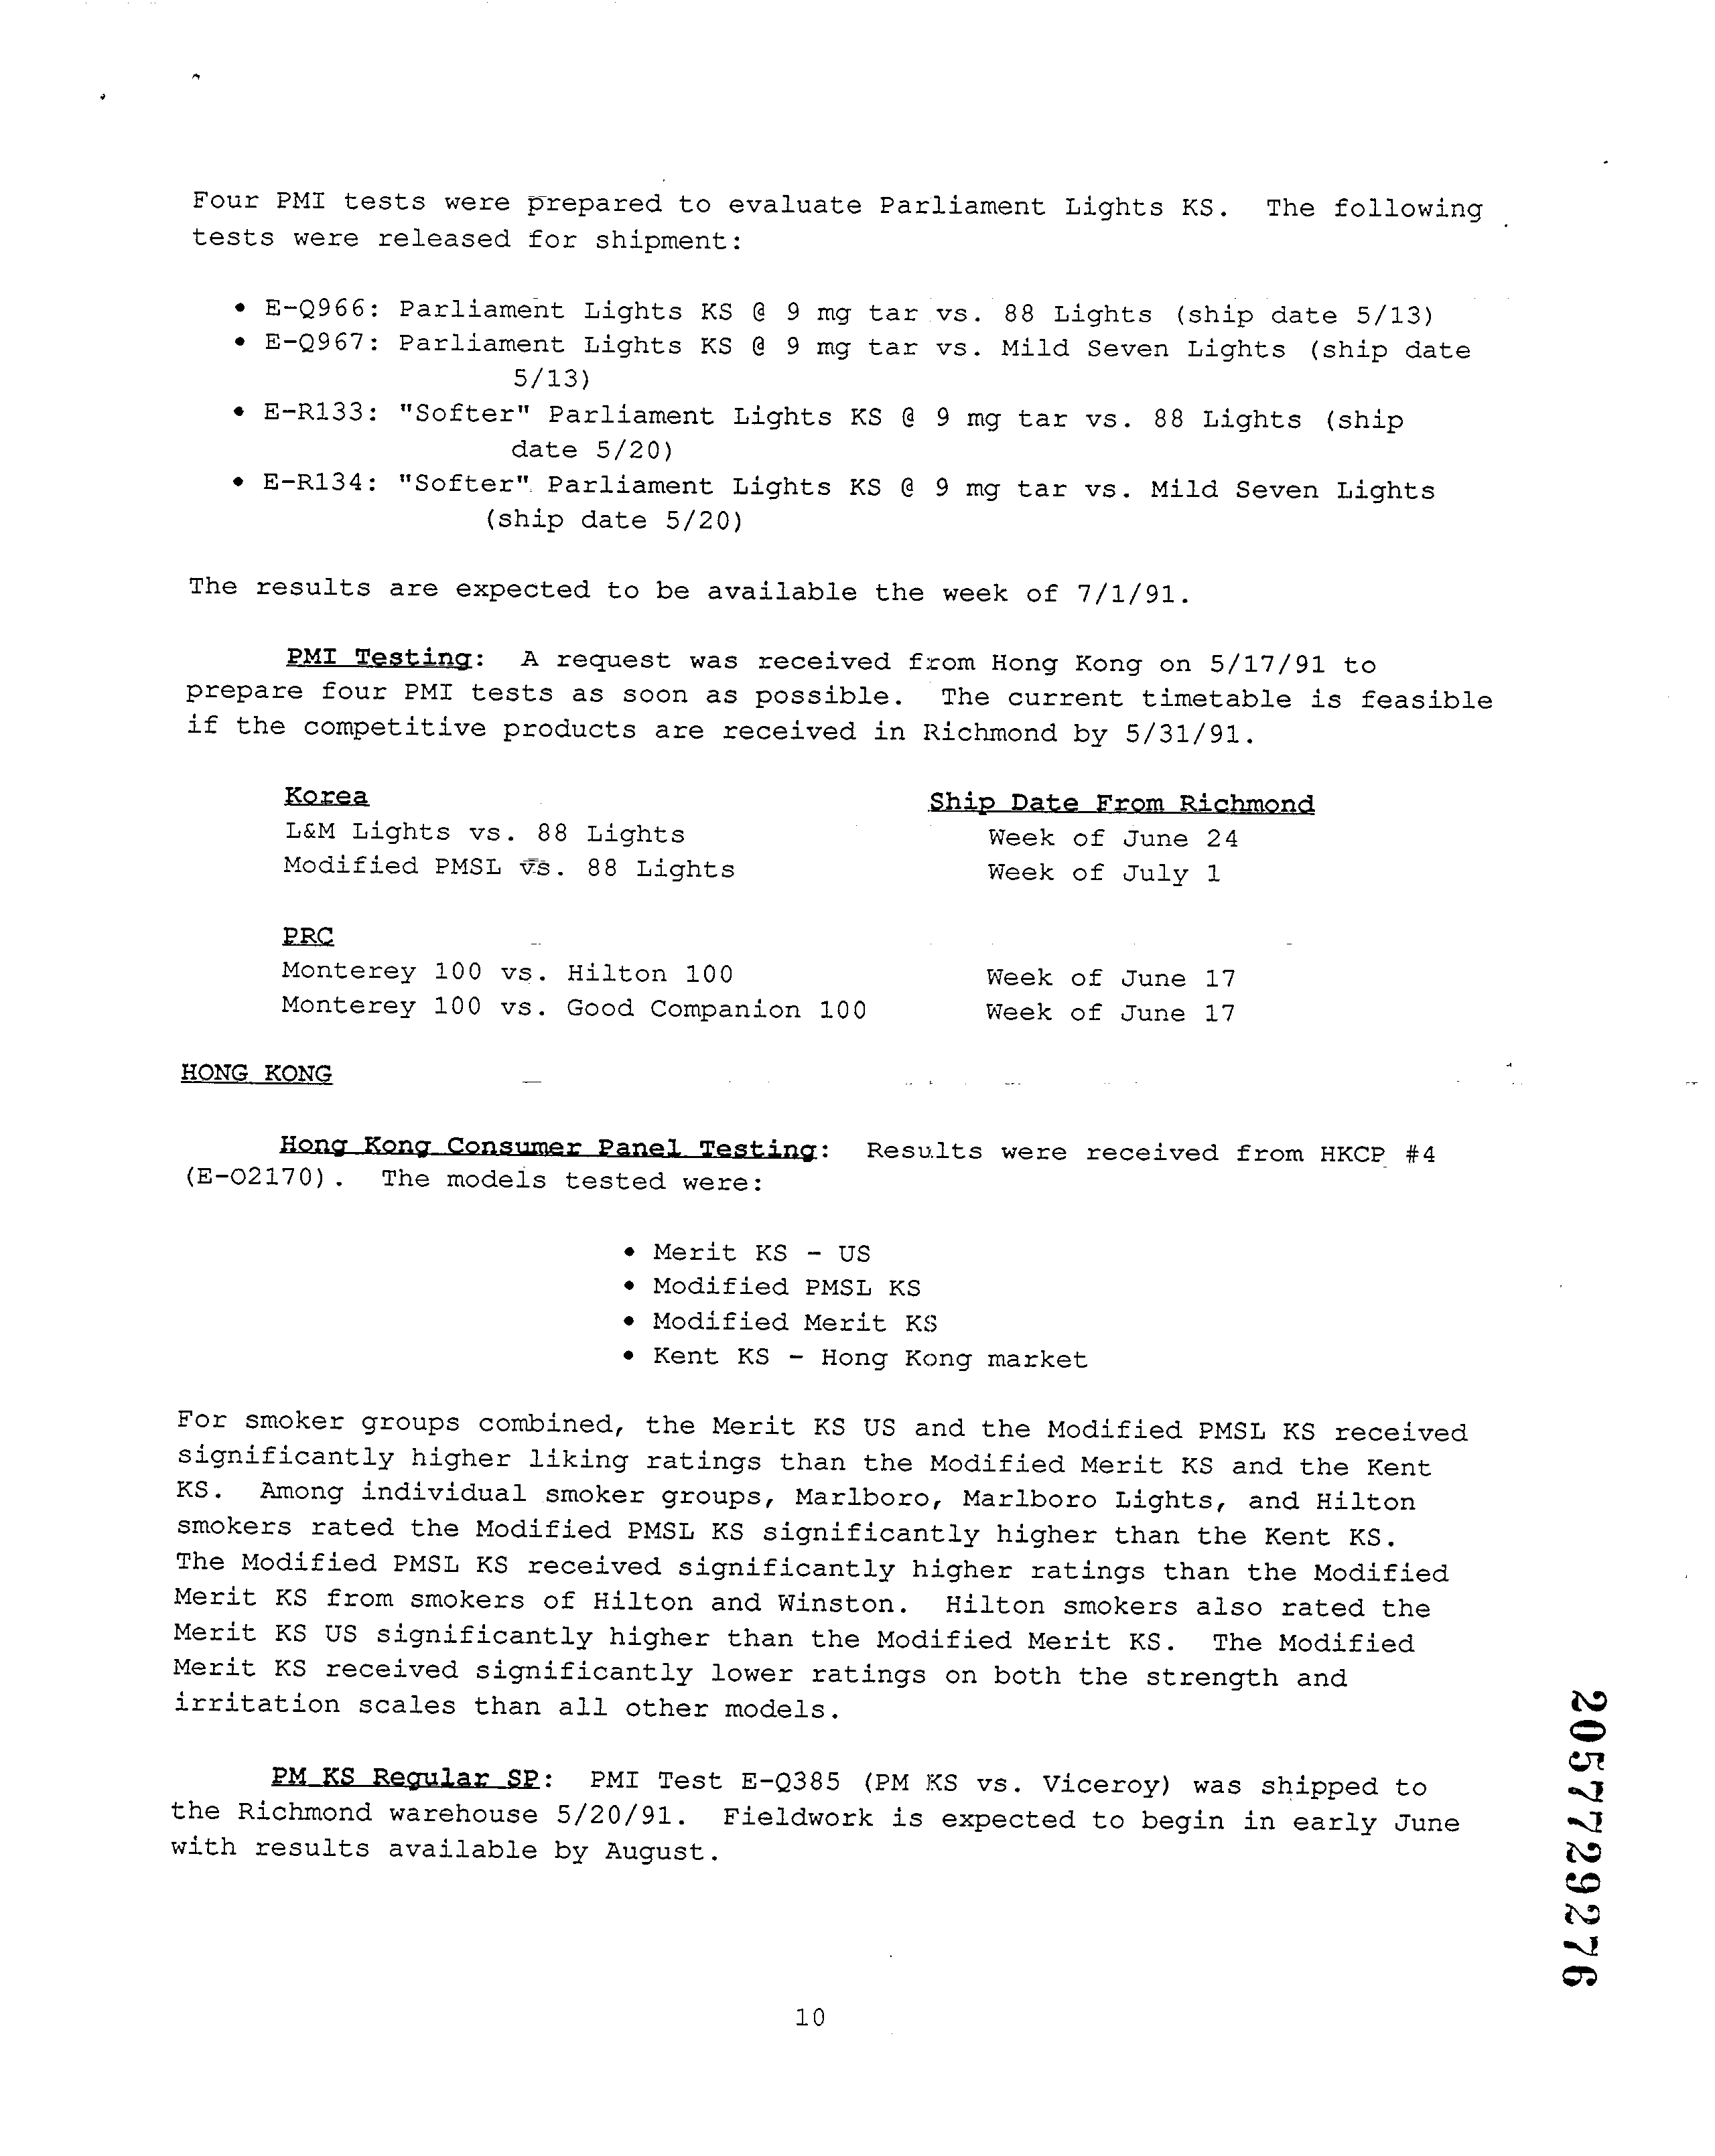 Four PMI tests were prepared to evaluate Parliament Lights KS.  The following
tests were released for shipment:
• E-Q966: Parliament Lights KS @ 9 mg tar vs. 88 Lights (ship date 5/13)
• E-Q967: Parliament Lights KS @ 9 mg tar vs. Mild Seven Lights (ship date
5/13)
• E-R133: "Softer" Parliament Lights KS @ 9 mg tar vs. 88 Lights (ship
date 5/20)
• E-R134: "Softer" Parliament Lights KS @ 9 mg tar vs. Mild Seven Lights
(ship date 5/20)
The results are expected to be available the week of 7/1/91.
PMI Testing:  A request was received from Hong Kong on 5/17/91 to
prepare four PMI tests as soon as possible.  The current timetable is feasible
if the competitive products are received in Richmond by 5/31/91.
Korea Ship Date From Richmond
L&M Lights vs. 88 Lights Week of June 24
Modified PMSL vs. 88 Lights Week of July 1
PRC
Monterey 100 vs. Hilton 100 Week of June 17
Monterey 100 vs. Good Companion 100 Week of June 17
HONG KONG
Hong Kong Consumer Panel Testing:  Results were received from HKCP #4
(E-O2170).  The models tested were:
• Merit KS - US
• Modified PMSL KS
• Modified Merit KS
• Kent KS - Hong Kong market
For smoker groups combined, the Merit KS US and the Modified PMSL KS received
significantly higher liking ratings than the Modified Merit KS and the Kent
KS.  Among individual smoker groups, Marlboro, Marlboro Lights, and Hilton
smokers rated the Modified PMSL KS significantly higher than the Kent KS.
The Modified PMSL KS received significantly higher ratings than the Modified
Merit KS from smokers of Hilton and Winston.  Hilton smokers also rated the
Merit KS US significantly higher than the Modified Merit KS.  The Modified
Merit KS received significantly lower ratings on both the strength and
irritation scales than all other models.
PM KS Regular SP:  PMI Test E-Q385 (PM KS vs. Viceroy) was shipped to
the Richmond warehouse 5/20/91.  Fieldwork is expected to begin in early June
with results available by August.
2057729276
10